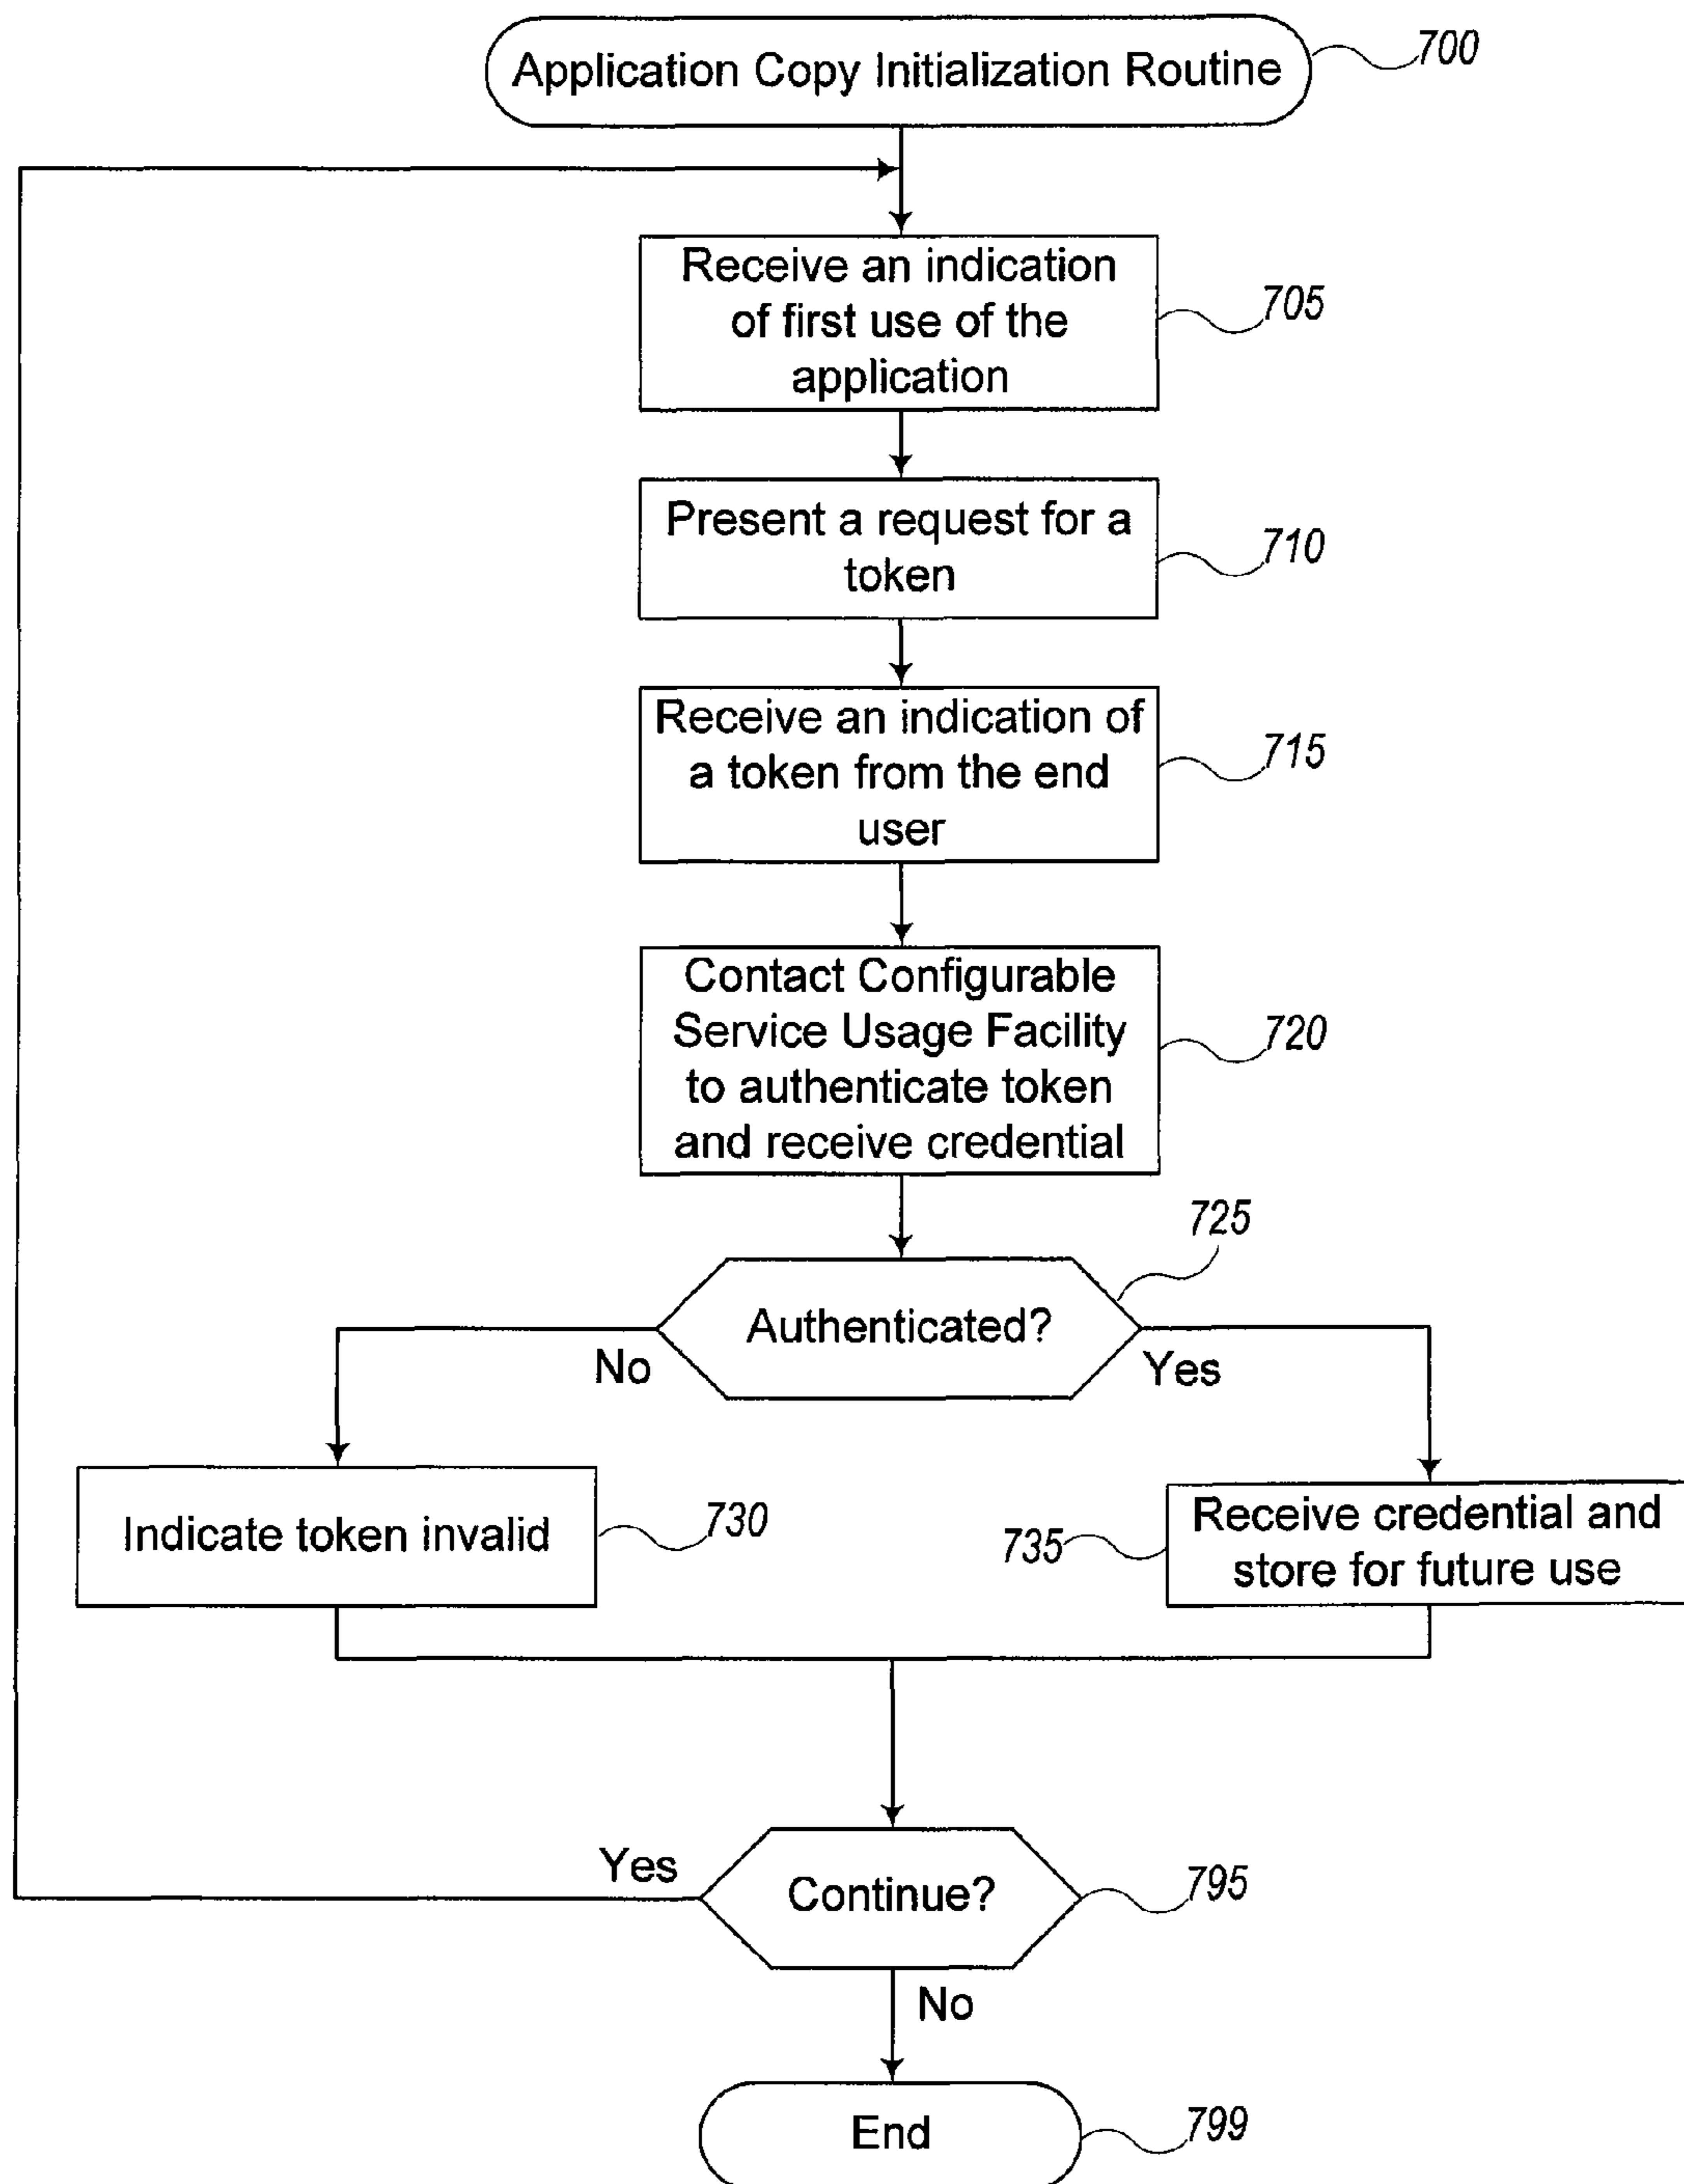 Application Copy Initialization Routine
700
Receive an indication
of first use of the
application
705
Present a request for a
token
710
Receive an indication of
a token from the end
user
715
Contact Configurable
Service Usage Facility
to authenticate token
and receive credential
720
725
Authenticated?
No
Yes
Indicate token invalid
730
735
Receive credential and
store for future use
Yes
Continue?
795
No
End
799